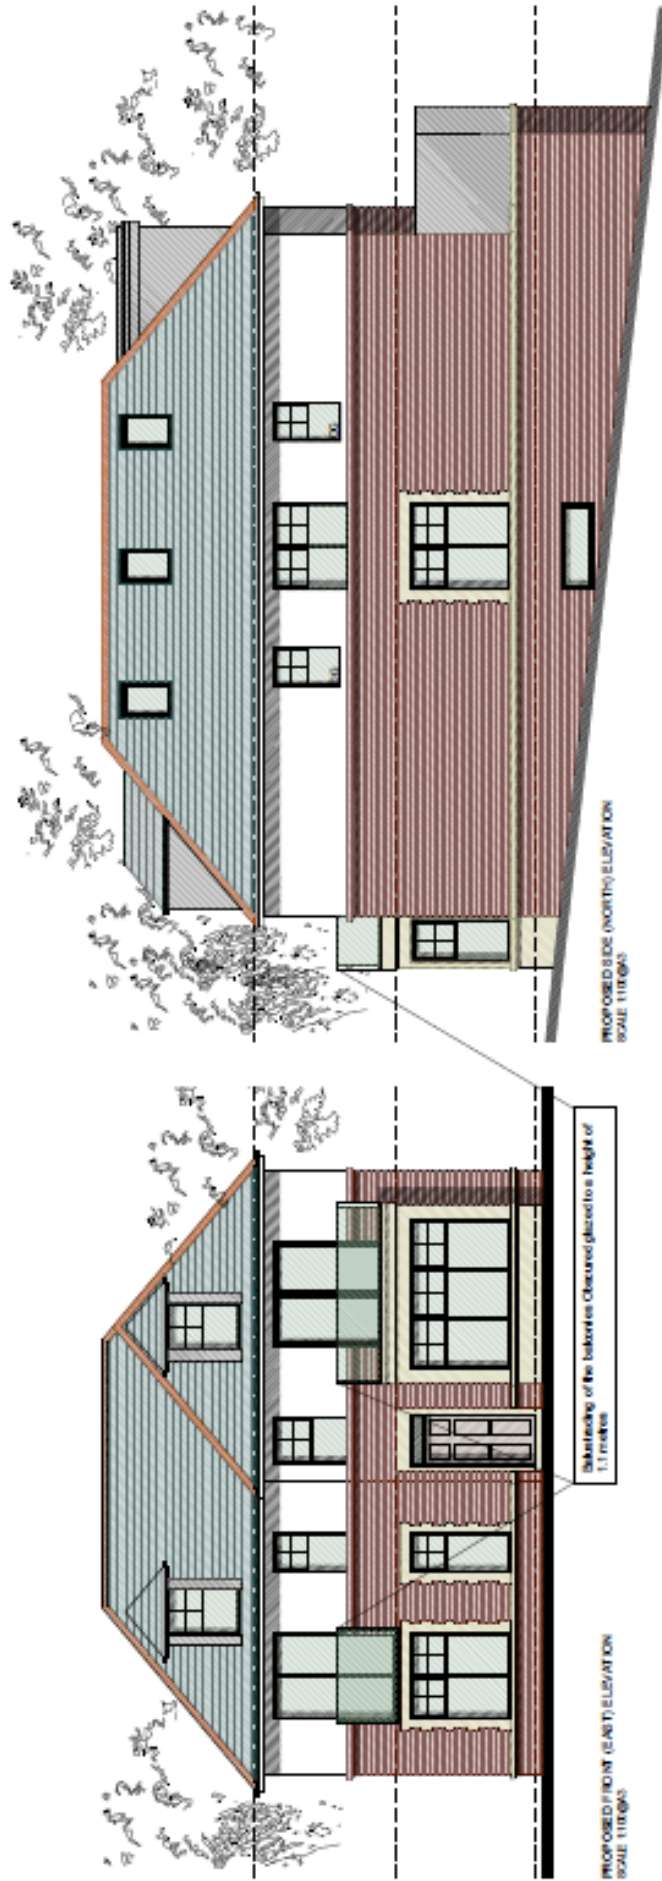 PROPOSED FRONT (EAST) ELEVATION
SCALE 1:100@A3
Balustrading of the balconies Obscured glazed to a height of
1.1 metres
PROPOSED SIDE (NORTH) ELEVATION
SCALE 1:100@A3